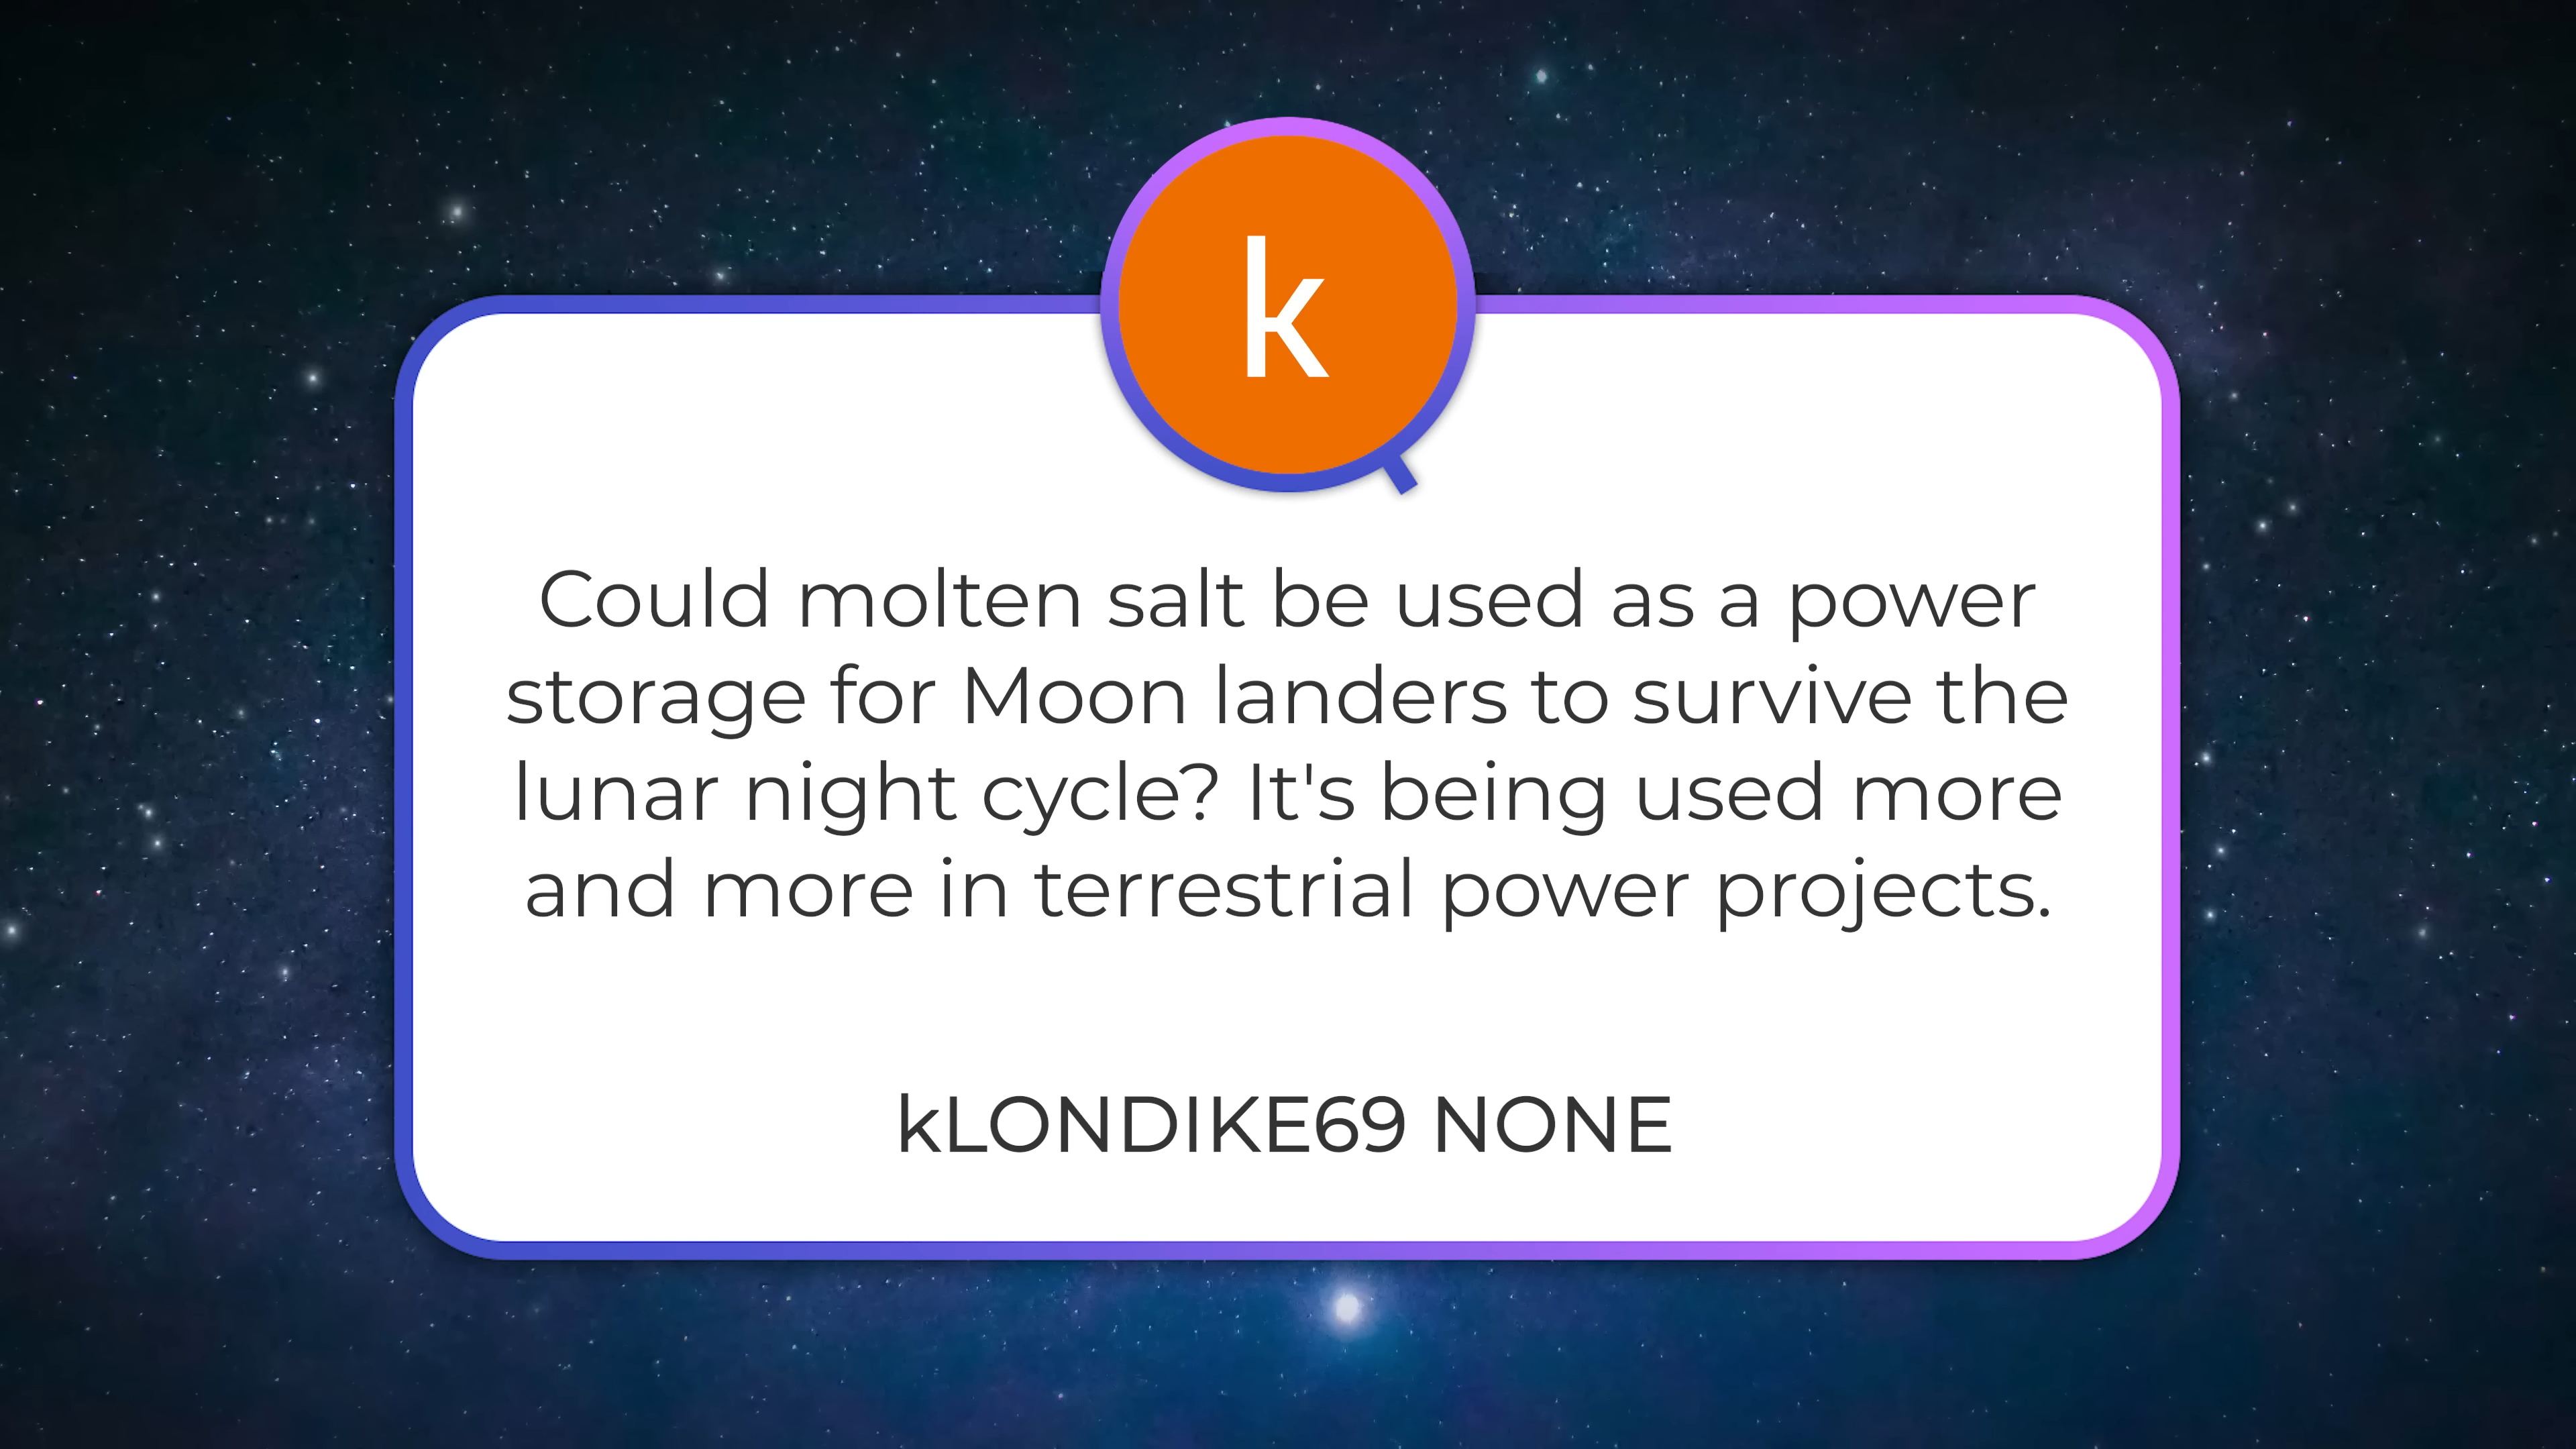 k
Could molten salt be used as a power
storage for Moon landers to survive the
lunar night cycle? It's being used more
and more in terrestrial power projects.
kLONDIKE69 NONE